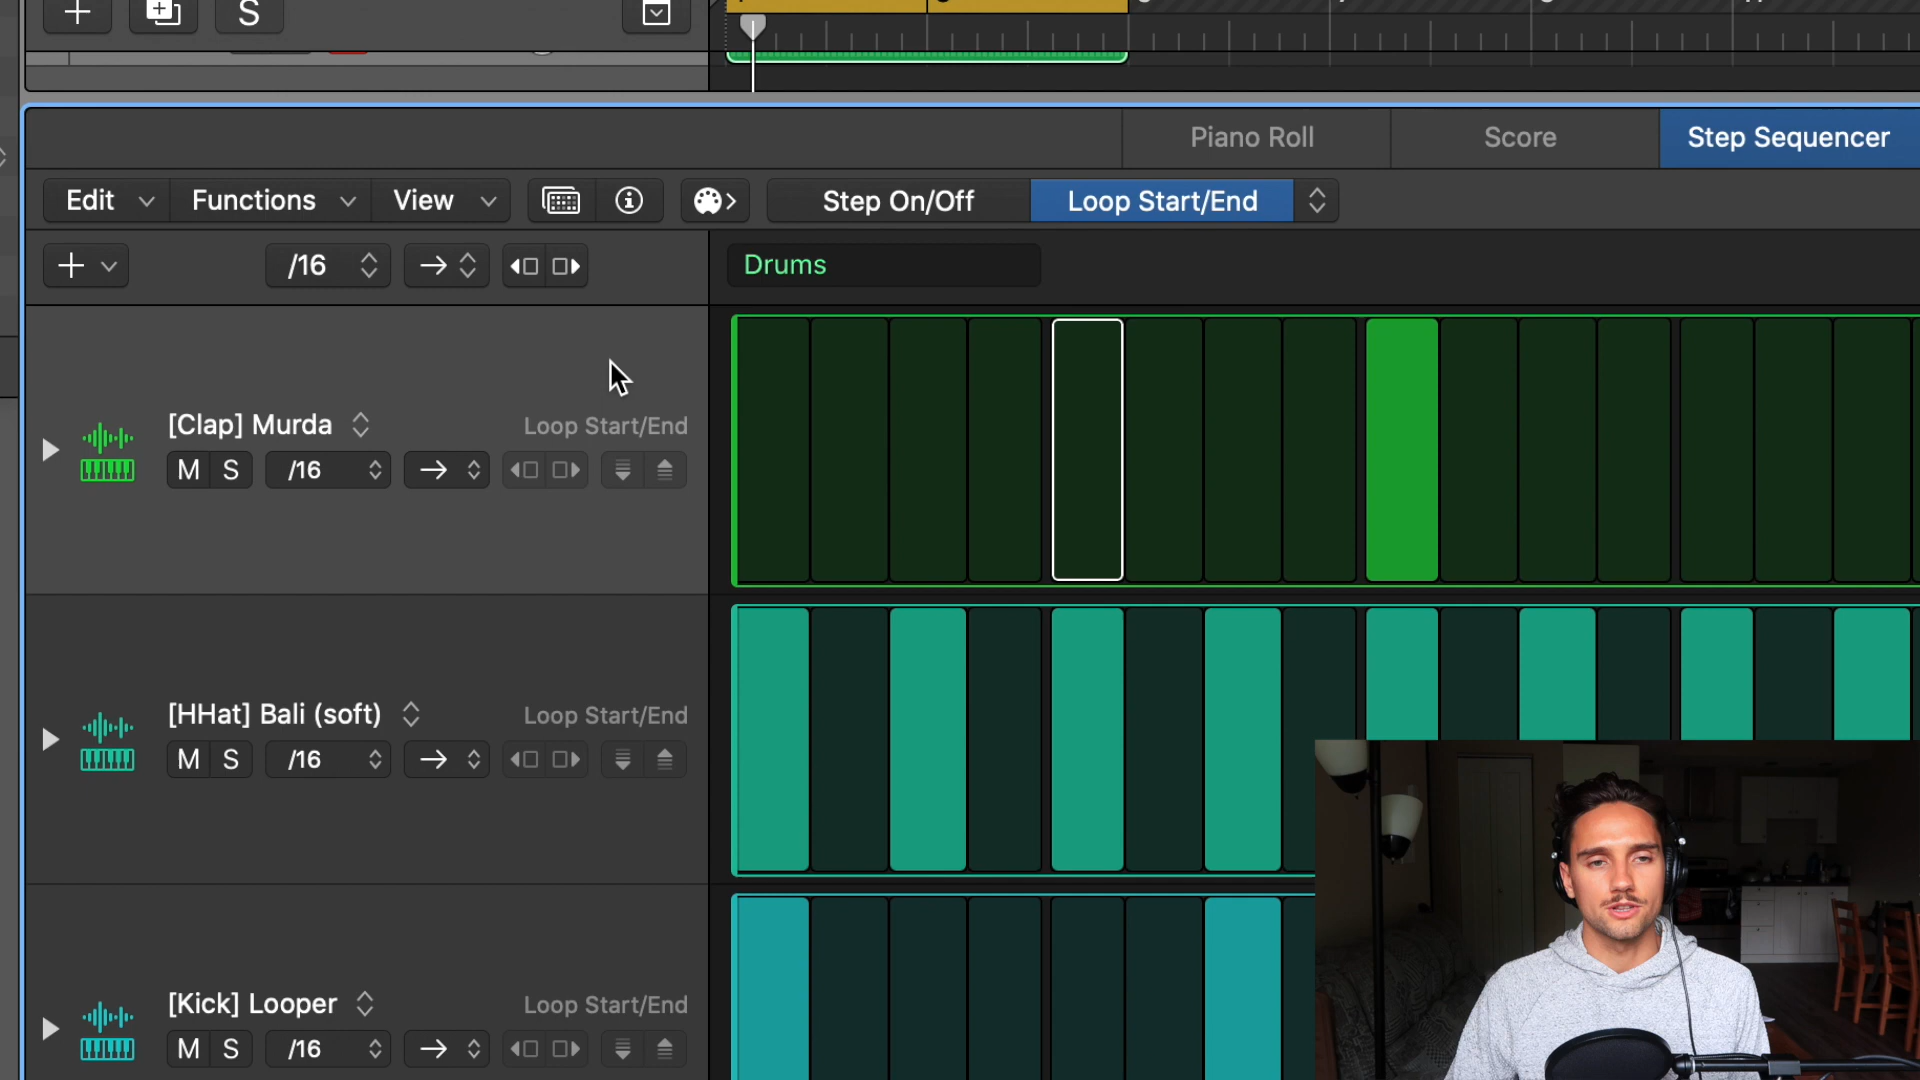 S
Piano Roll Score Step Sequencer
Edit Functions View Step On/Off Loop Start/End
/16 Drums
[Clap] Murda Loop Start/End
M S /16
[HHat] Bali (soft) Loop Start/End
M S /16
[Kick] Looper Loop Start/End
M S /16